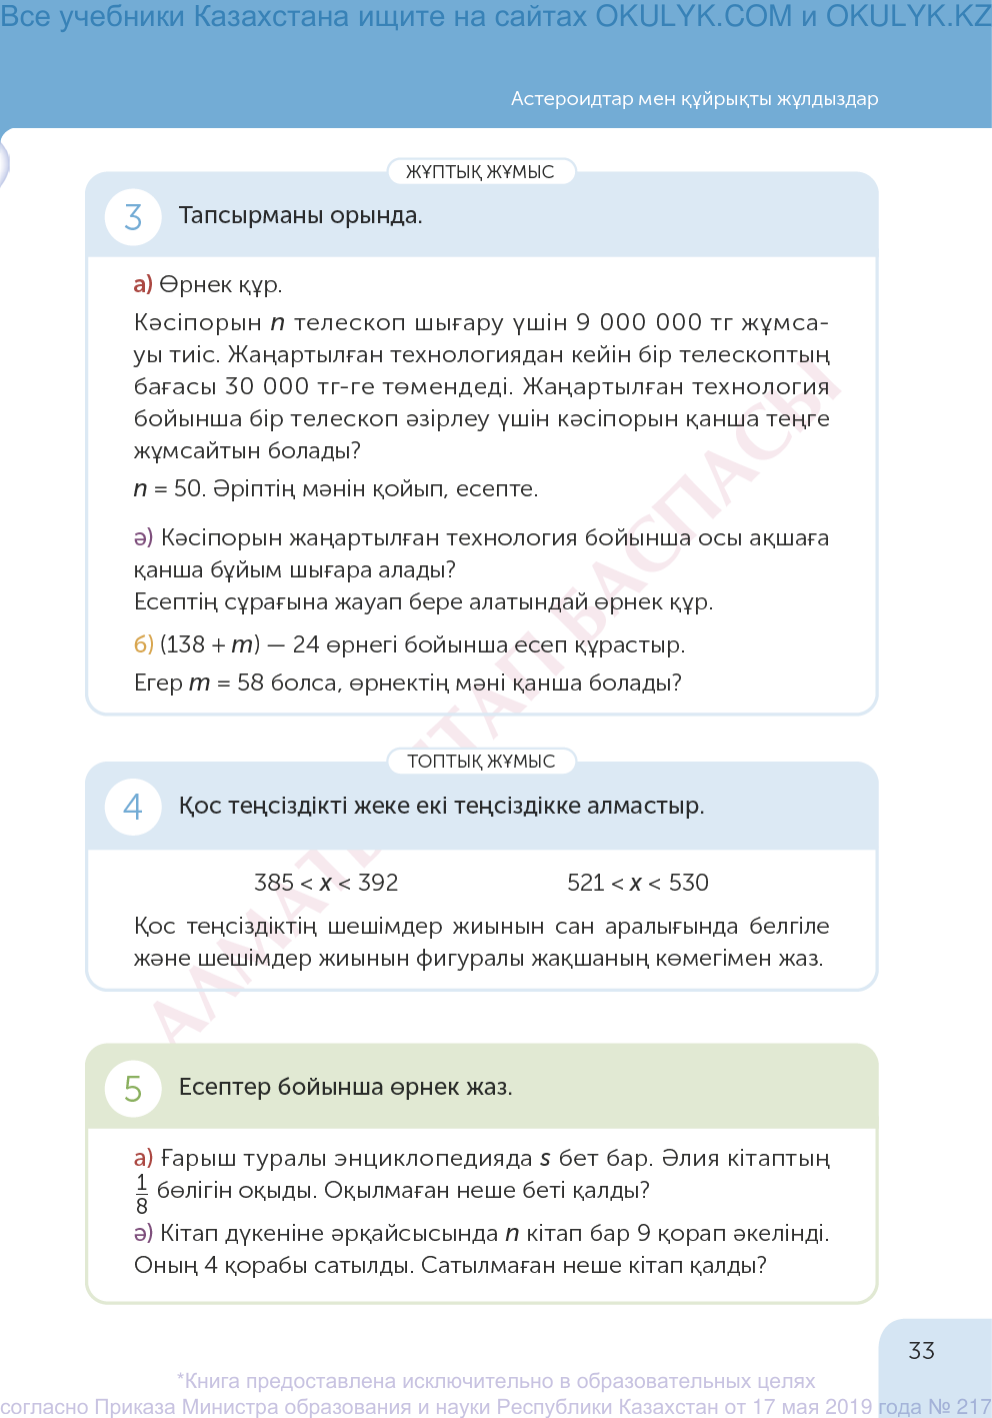 Все учебники Казахстана ищите на сайтах OKULYK.COM и OKULYK.KZ
Астероидтар мен құйрықты жұлдыздар
ЖҰПТЫҚ ЖҰМЫС
3 Тапсырманы орында.
а) Өрнек құр.
Кәсіпорын n телескоп шығару үшін 9 000 000 тг жұмса-
уы тиіс. Жаңартылған технологиядан кейін бір телескоптың
бағасы 30 000 тг-ге төмендеді. Жаңартылған технология
бойынша бір телескоп әзірлеу үшін кәсіпорын қанша теңге
жұмсайтын болады?
n = 50. Әріптің мәнін қойып, есепте.
ә) Кәсіпорын жаңартылған технология бойынша осы ақшаға
қанша бұйым шығара алады?
Есептің сұрағына жауап бере алатындай өрнек құр.
б) (138 + m) — 24 өрнегі бойынша есеп құрастыр.
Егер m = 58 болса, өрнектің мәні қанша болады?
ТОПТЫҚ ЖҰМЫС
4 Қос теңсіздікті жеке екі теңсіздікке алмастыр.
385 < x < 392 521 < x < 530
Қос теңсіздіктің шешімдер жиынын сан аралығында белгіле
және шешімдер жиынын фигуралы жақшаның көмегімен жаз.
АЛМАТЫКІТАП БАСПАСЫ
5 Есептер бойынша өрнек жаз.
а) Ғарыш туралы энциклопедияда s бет бар. Әлия кітаптың
1/8 бөлігін оқыды. Оқылмаған неше беті қалды?
ә) Кітап дүкеніне әрқайсысында n кітап бар 9 қорап әкелінді.
Оның 4 қорабы сатылды. Сатылмаған неше кітап қалды?
33
*Книга предоставлена исключительно в образовательных целях
согласно Приказа Министра образования и науки Республики Казахстан от 17 мая 2019 года № 217